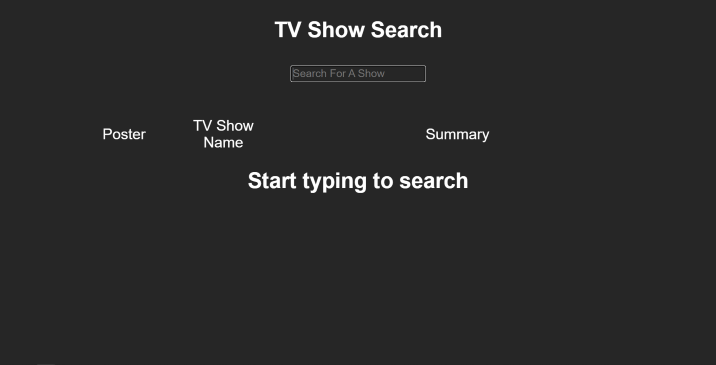 TV Show Search
Search For A Show
Poster
TV Show
Name
Summary
Start typing to search